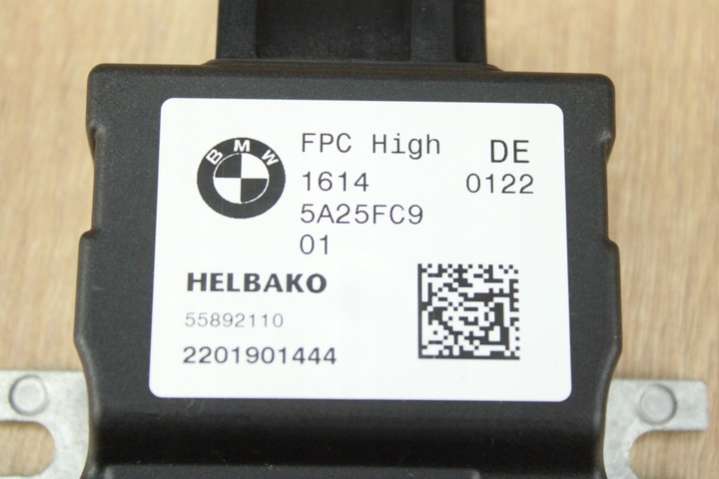 BMW
FPC High DE
1614 0122
5A25FC9
01
HELBAKO
55892110
2201901444